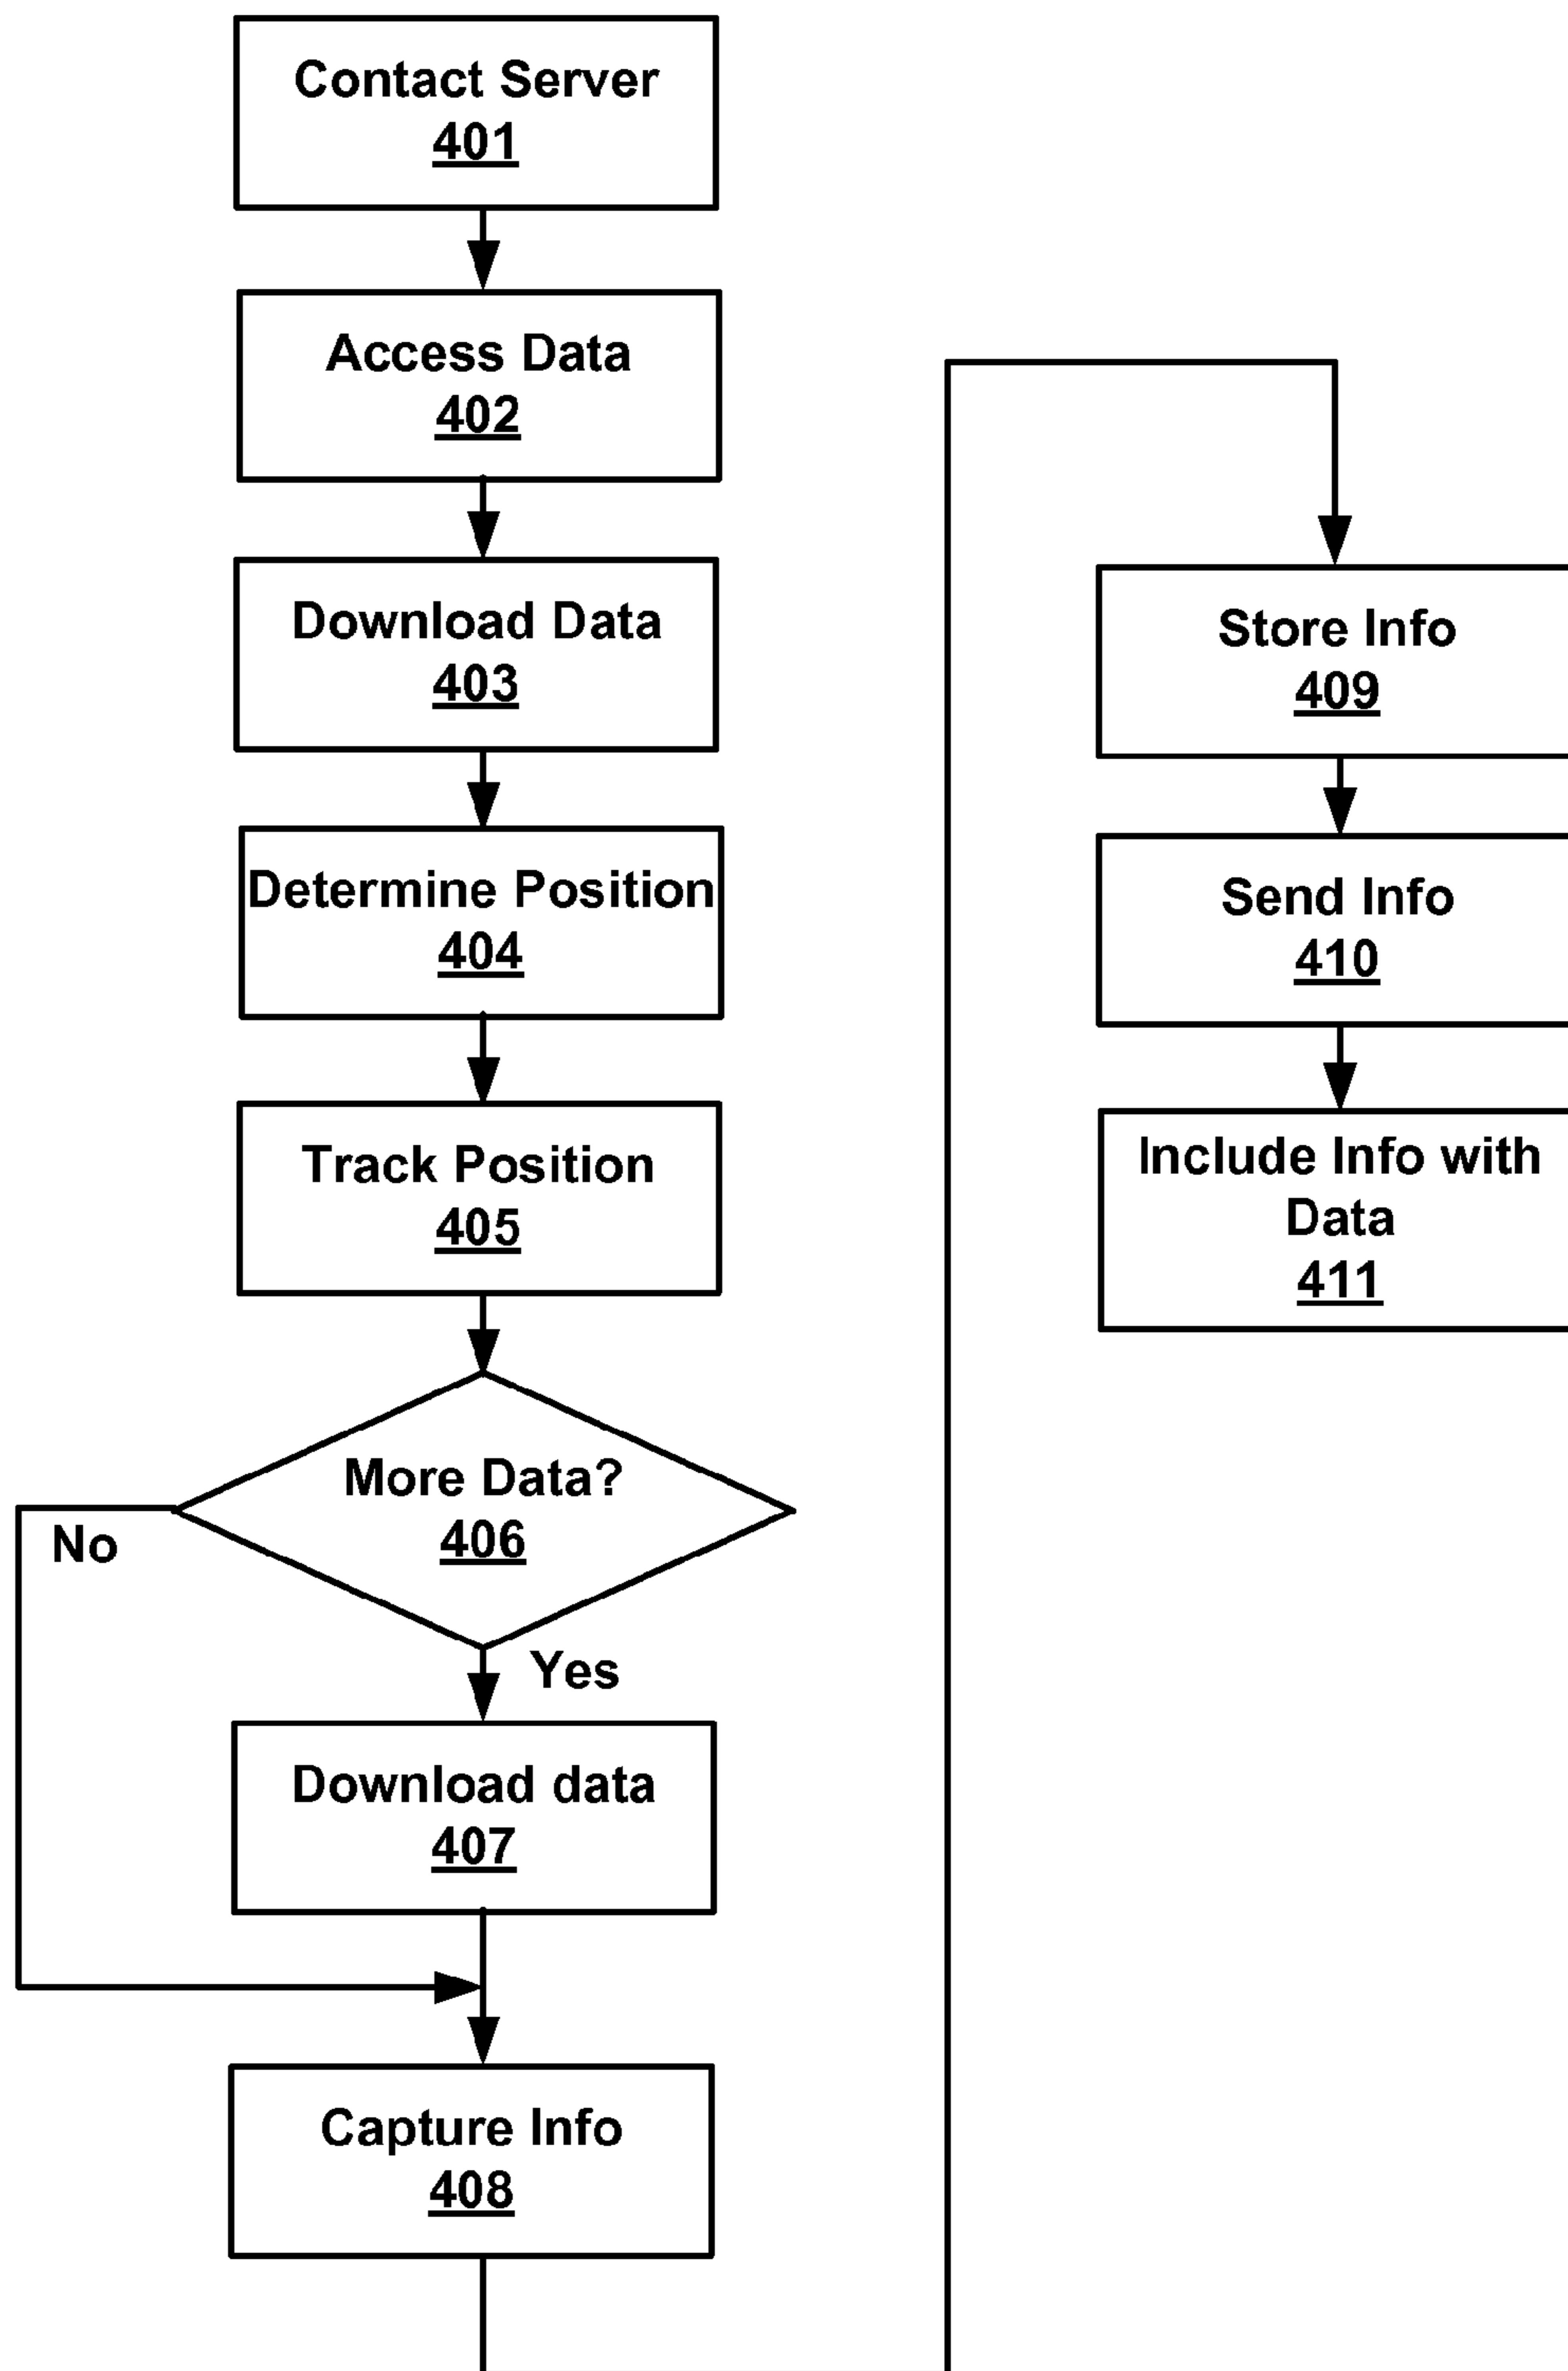 Contact Server
401
Access Data
402
Download Data
403
Determine Position
404
Track Position
405
More Data?
406
No
Yes
Download data
407
Capture Info
408
Store Info
409
Send Info
410
Include Info with
Data
411